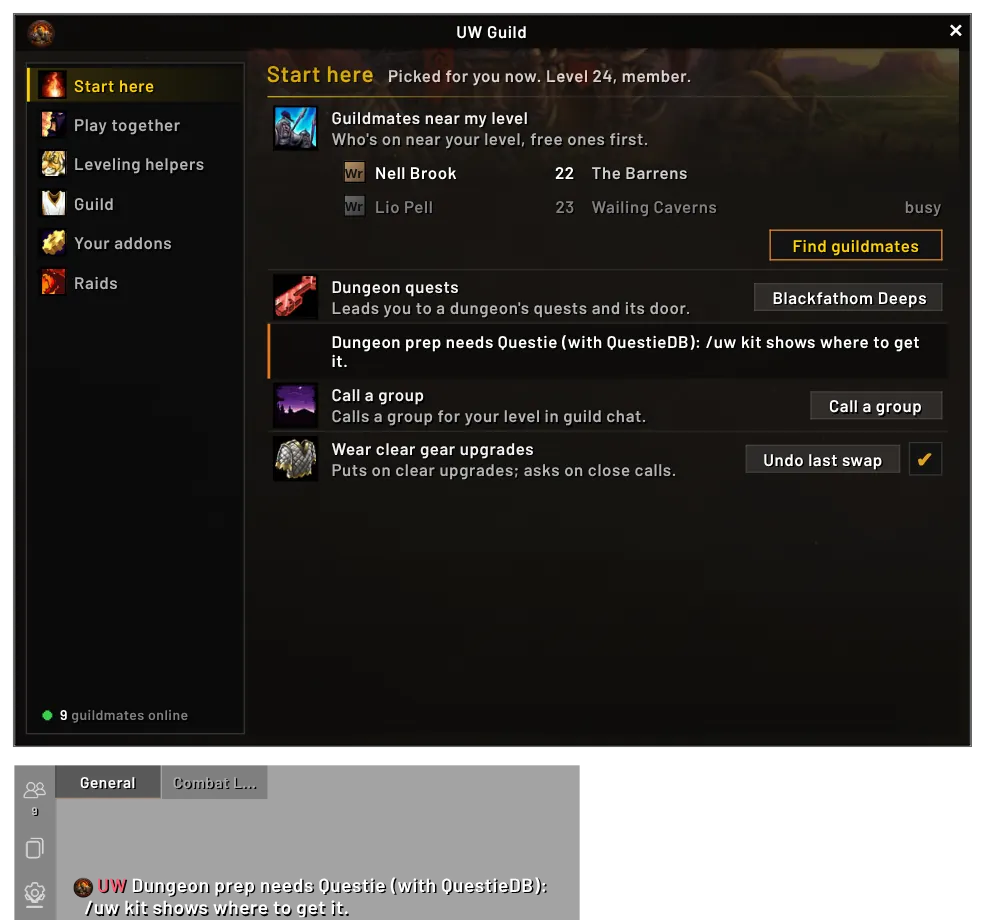 UW Guild
Start here
Play together
Leveling helpers
Guild
Your addons
Raids
9 guildmates online
Start here Picked for you now. Level 24, member.
Guildmates near my level
Who's on near your level, free ones first.
Wr Nell Brook 22 The Barrens
Wr Lio Pell 23 Wailing Caverns busy
Find guildmates
Dungeon quests
Leads you to a dungeon's quests and its door.
Blackfathom Deeps
Dungeon prep needs Questie (with QuestieDB): /uw kit shows where to get
it.
Call a group
Calls a group for your level in guild chat.
Call a group
Wear clear gear upgrades
Puts on clear upgrades; asks on close calls.
Undo last swap
General Combat L...
9
UW Dungeon prep needs Questie (with QuestieDB):
/uw kit shows where to get it.